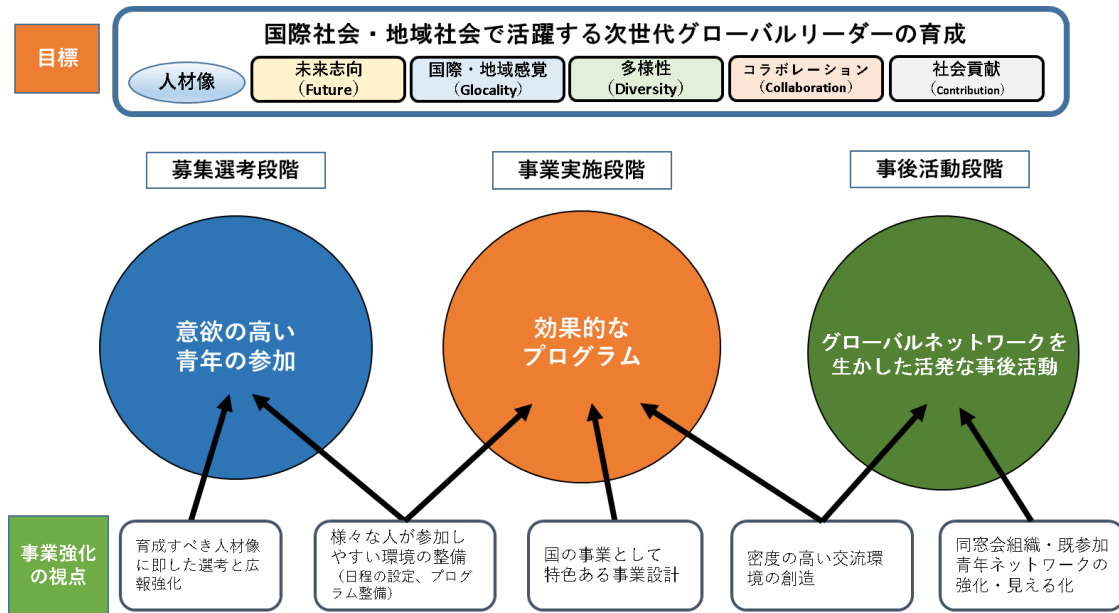 目標
国際社会・地域社会で活躍する次世代グローバルリーダーの育成
人材像
未来志向
（Future）
国際・地域感覚
（Glocality）
多様性
（Diversity）
コラボレーション
（Collaboration）
社会貢献
（Contribution）
募集選考段階
事業実施段階
事後活動段階
意欲の高い
青年の参加
効果的な
プログラム
グローバルネットワークを
生かした活発な事後活動
事業強化
の視点
育成すべき人材像
に即した選考と広
報強化
様々な人が参加し
やすい環境の整備
（日程の設定、プログ
ラム整備）
国の事業として
特色ある事業設計
密度の高い交流環
境の創造
同窓会組織・既参加
青年ネットワークの
強化・見える化